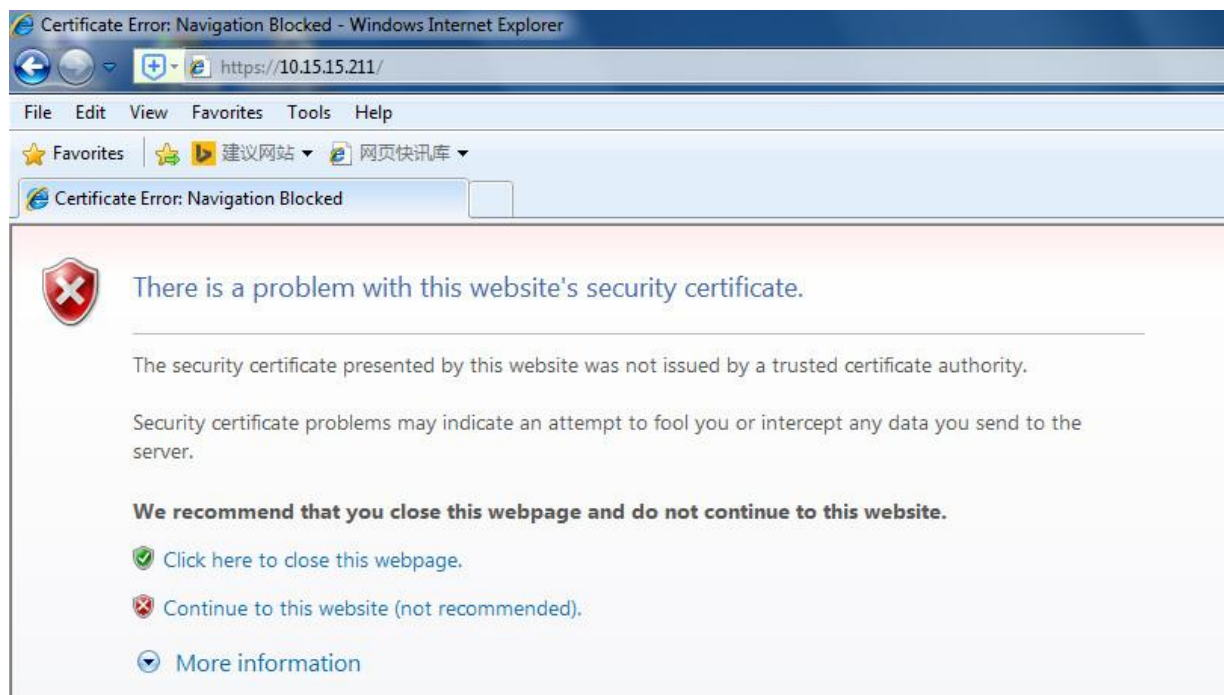 Certificate Error: Navigation Blocked - Windows Internet Explorer
https://10.15.15.211/
File Edit View Favorites Tools Help
Favorites 建议网站 网页快讯库
Certificate Error: Navigation Blocked
There is a problem with this website's security certificate.
The security certificate presented by this website was not issued by a trusted certificate authority.
Security certificate problems may indicate an attempt to fool you or intercept any data you send to the
server.
We recommend that you close this webpage and do not continue to this website.
Click here to close this webpage.
Continue to this website (not recommended).
More information